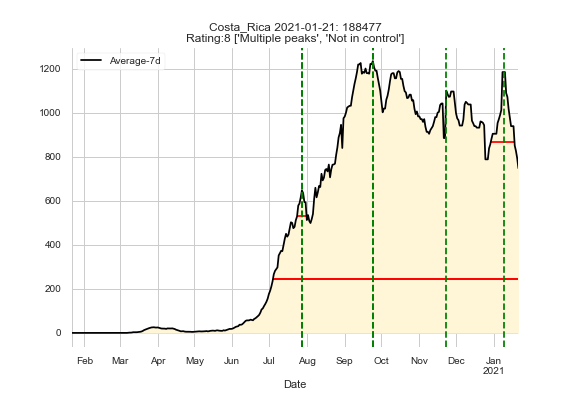 Costa_Rica 2021-01-21: 188477
Rating:8 ['Multiple peaks', 'Not in control']
Average-7d
1200
1000
800
600
400
200
0
Feb Mar Apr May Jun Jul Aug Sep Oct Nov Dec Jan
2021
Date